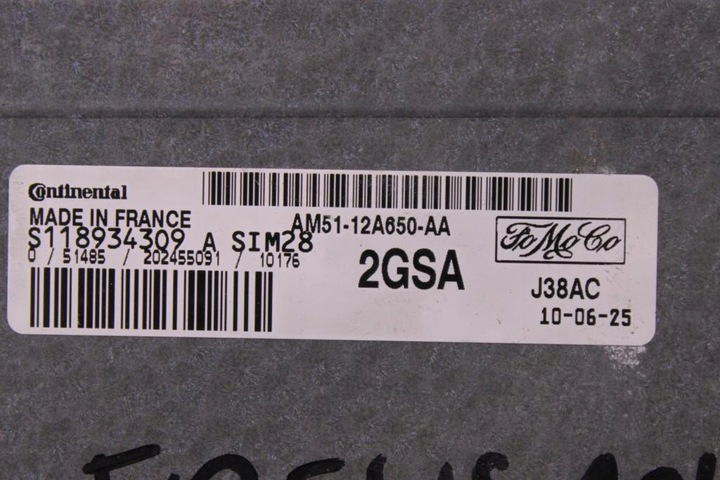 Continental
MADE IN FRANCE
AM51-12A650-AA
S118934309 A SIM28
0 / 51485 / 202455091 / 10176
2GSA
FoMoCo
J38AC
10-06-25